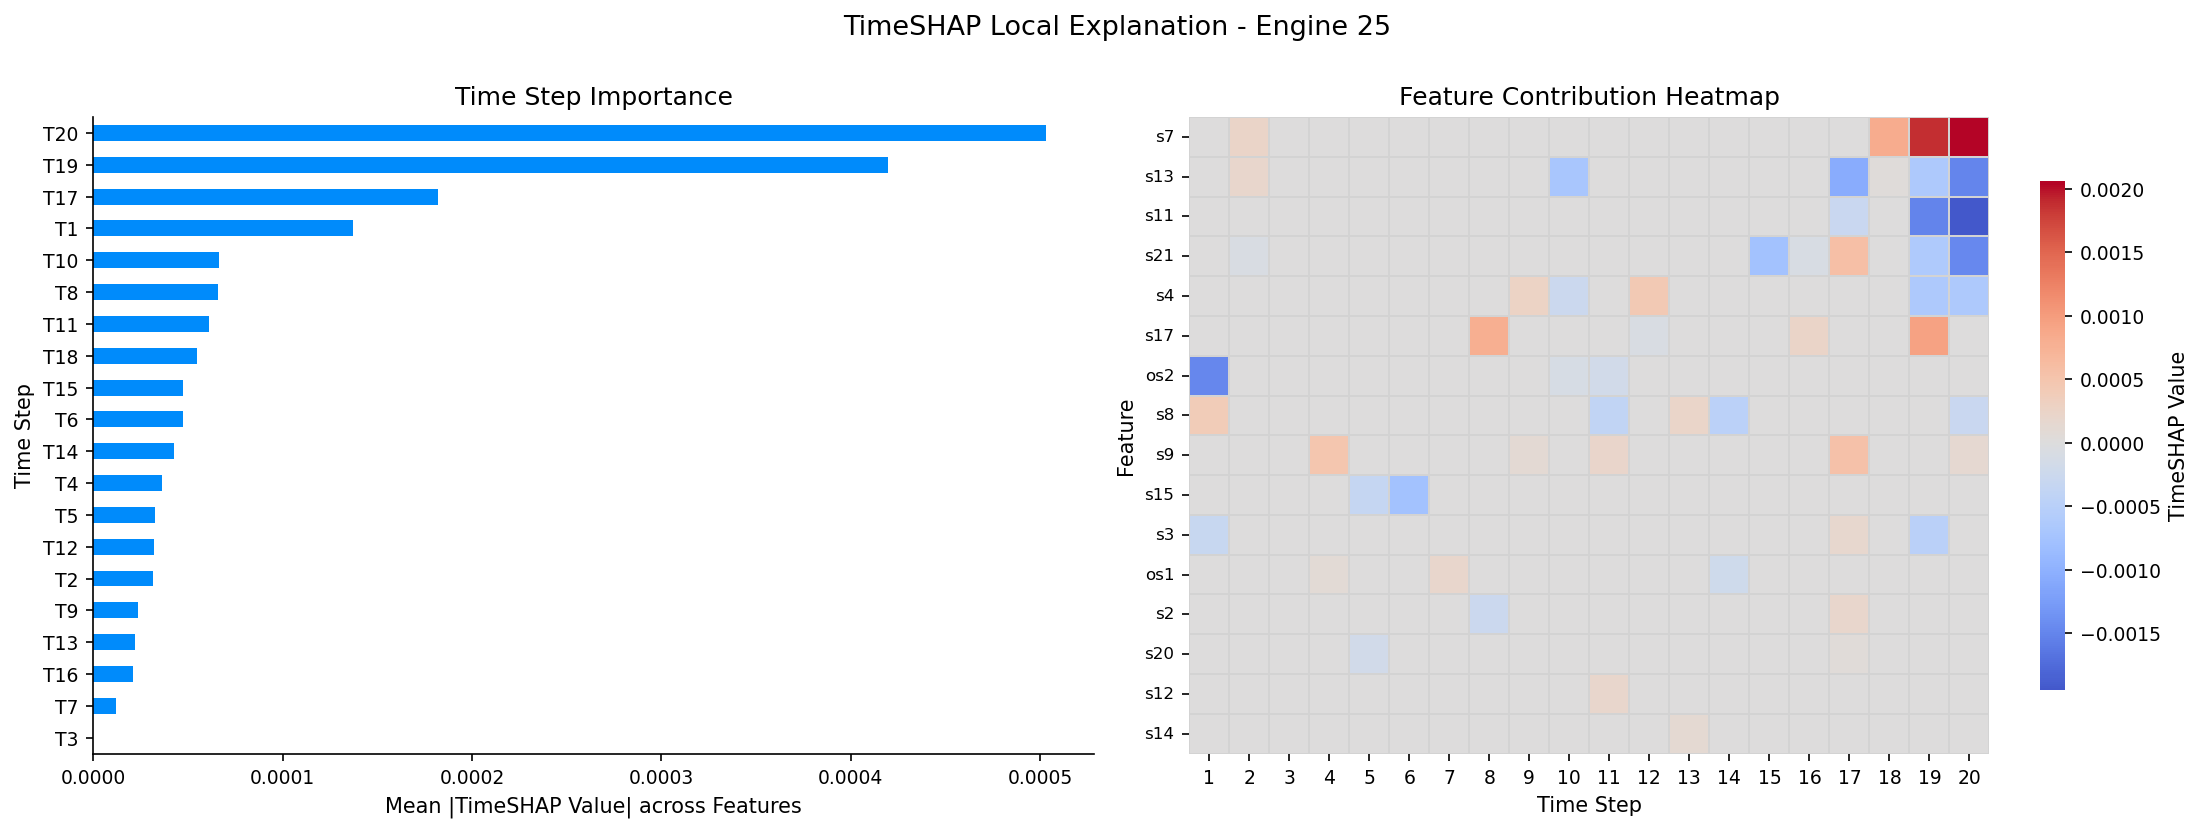 TimeSHAP Local Explanation - Engine 25
Time Step Importance
Time Step
T20
T19
T17
T1
T10
T8
T11
T18
T15
T6
T14
T4
T5
T12
T2
T9
T13
T16
T7
T3
0.0000 0.0001 0.0002 0.0003 0.0004 0.0005
Mean |TimeSHAP Value| across Features
Feature Contribution Heatmap
Feature
s7
s13
s11
s21
s4
s17
os2
s8
s9
s15
s3
os1
s2
s20
s12
s14
1 2 3 4 5 6 7 8 9 10 11 12 13 14 15 16 17 18 19 20
Time Step
0.0020
0.0015
0.0010
0.0005
0.0000
−0.0005
−0.0010
−0.0015
TimeSHAP Value